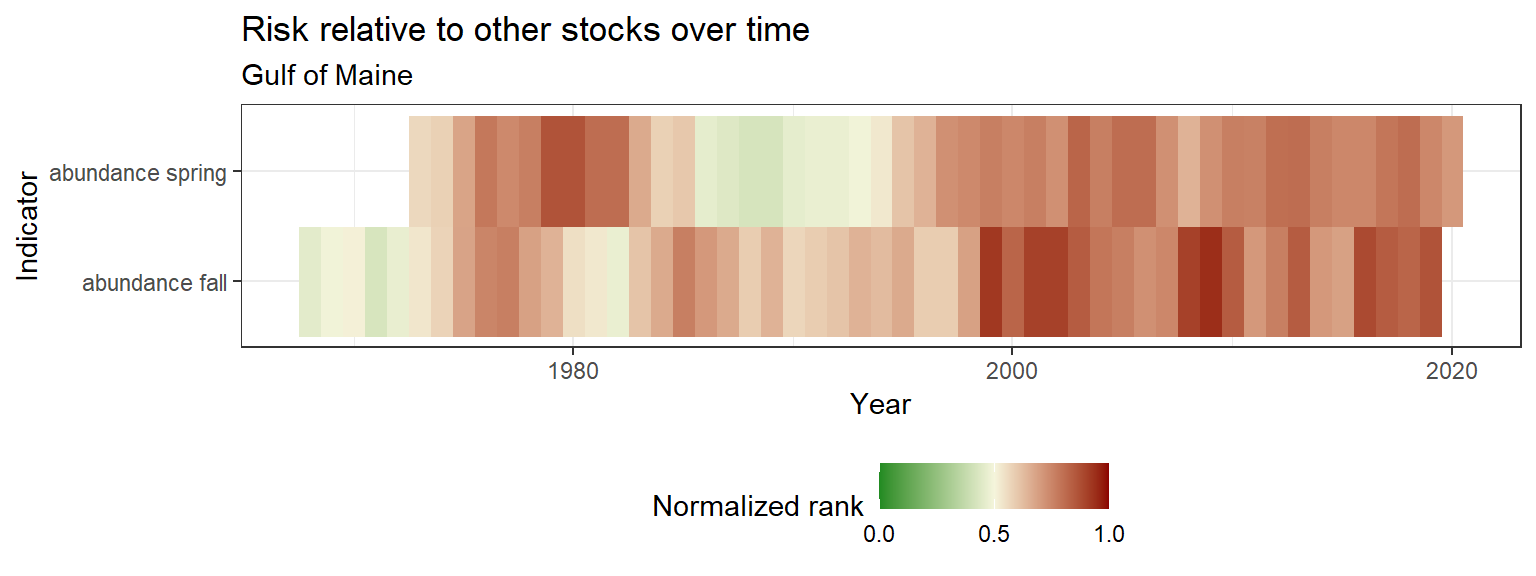 Risk relative to other stocks over time
Gulf of Maine
Indicator
abundance spring
abundance fall
1980 2000 2020
Year
Normalized rank
0.0 0.5 1.0